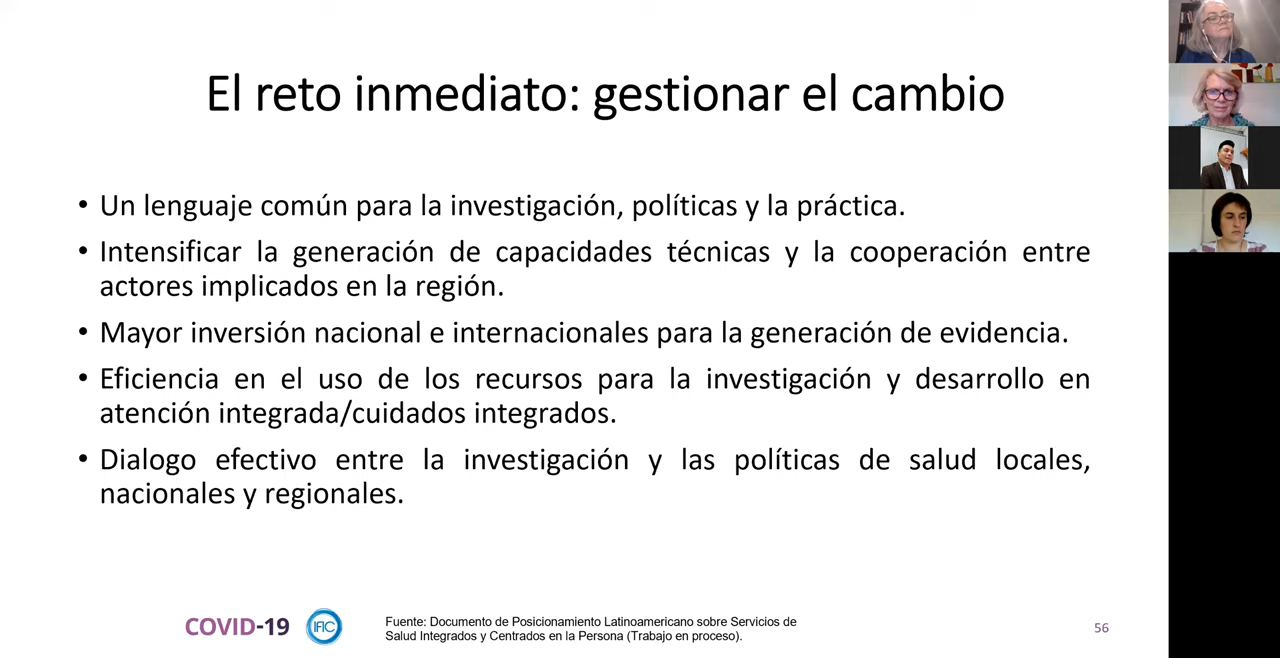 El reto inmediato: gestionar el cambio
• Un lenguaje común para la investigación, políticas y la práctica.
• Intensificar la generación de capacidades técnicas y la cooperación entre
actores implicados en la región.
• Mayor inversión nacional e internacionales para la generación de evidencia.
• Eficiencia en el uso de los recursos para la investigación y desarrollo en
atención integrada/cuidados integrados.
• Dialogo efectivo entre la investigación y las políticas de salud locales,
nacionales y regionales.
COVID-19
IFIC
Fuente: Documento de Posicionamiento Latinoamericano sobre Servicios de
Salud Integrados y Centrados en la Persona (Trabajo en proceso).
56